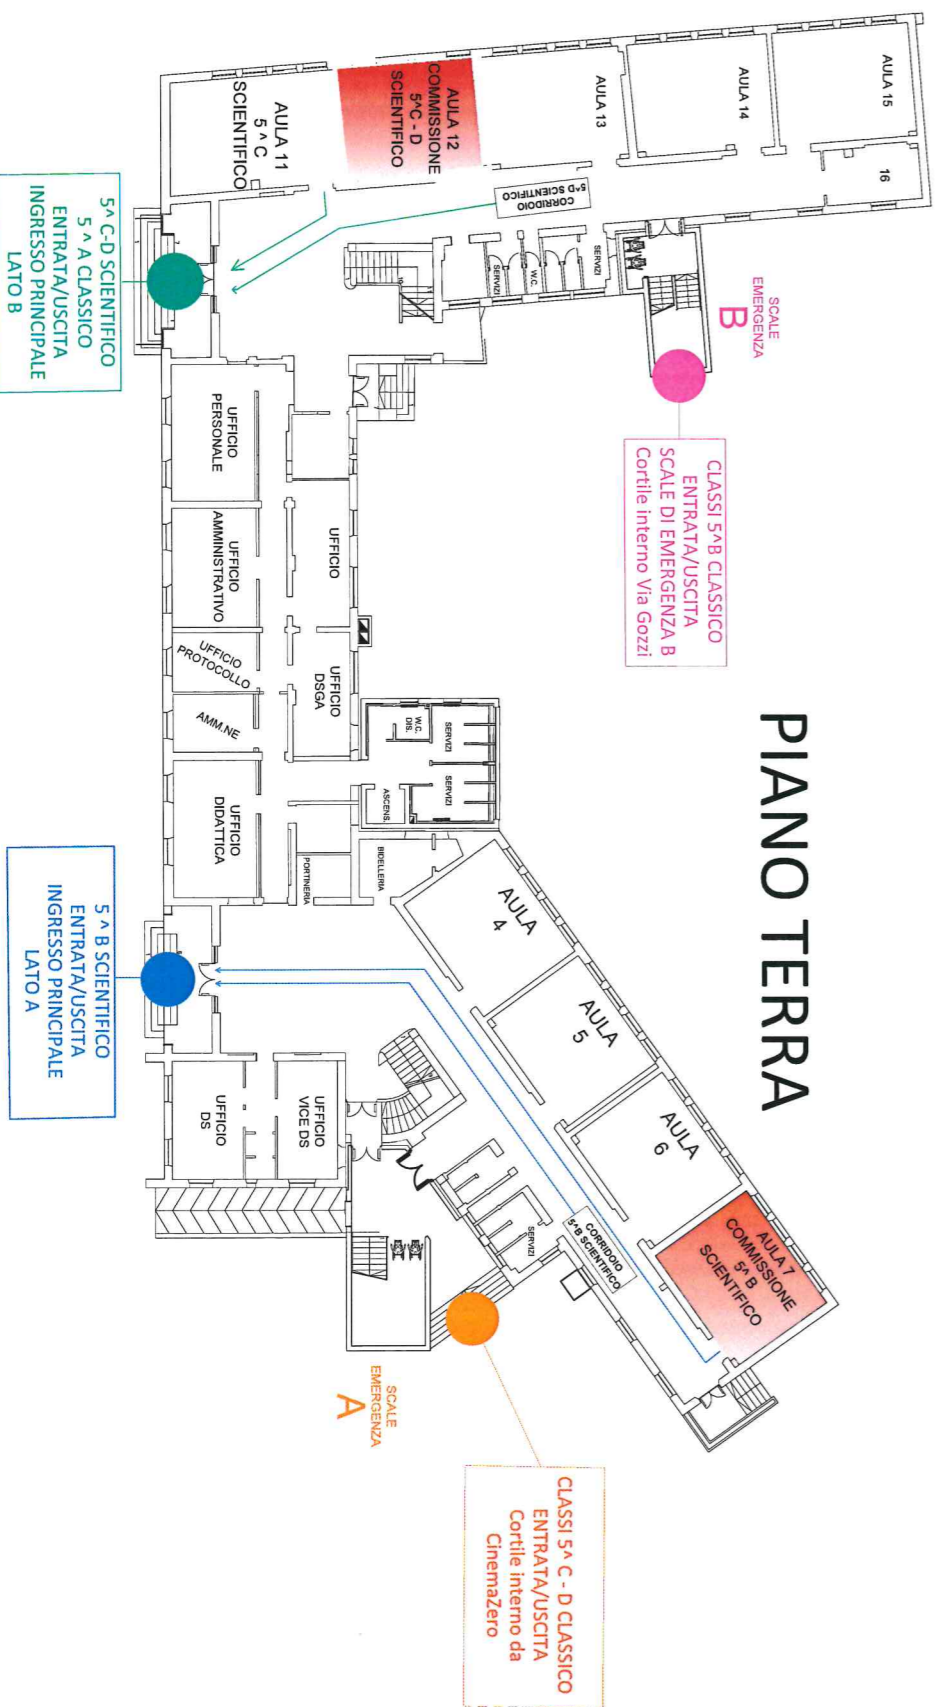 PIANO TERRA
AULA 15
16
AULA 14
AULA 13
AULA 12
COMMISSIONE
5^C - D
SCIENTIFICO
AULA 11
5^ C
SCIENTIFICO
CORRIDOIO
5^D SCIENTIFICO
SERVIZI
W.C.
SERVIZI
SCALE
EMERGENZA
B
CLASSI 5^B CLASSICO
ENTRATA/USCITA
SCALE DI EMERGENZA B
Cortile interno Via Gozzi
5^ C-D SCIENTIFICO
5 ^ A CLASSICO
ENTRATA/USCITA
INGRESSO PRINCIPALE
LATO B
UFFICIO
PERSONALE
UFFICIO
AMMINISTRATIVO
UFFICIO
PROTOCOLLO
AMM.NE
UFFICIO
DIDATTICA
UFFICIO
UFFICIO
DSGA
W.C.
DIS.
SERVIZI
SERVIZI
ASCENS.
PORTINERIA
BIDELLERIA
AULA
4
AULA
5
AULA
6
AULA 7
COMMISSIONE
5^ B
SCIENTIFICO
CORRIDOIO
5^B SCIENTIFICO
SERVIZI
UFFICIO
VICE DS
UFFICIO
DS
5 ^ B SCIENTIFICO
ENTRATA/USCITA
INGRESSO PRINCIPALE
LATO A
SCALE
EMERGENZA
A
CLASSI 5^ C - D CLASSICO
ENTRATA/USCITA
Cortile interno da
CinemaZero